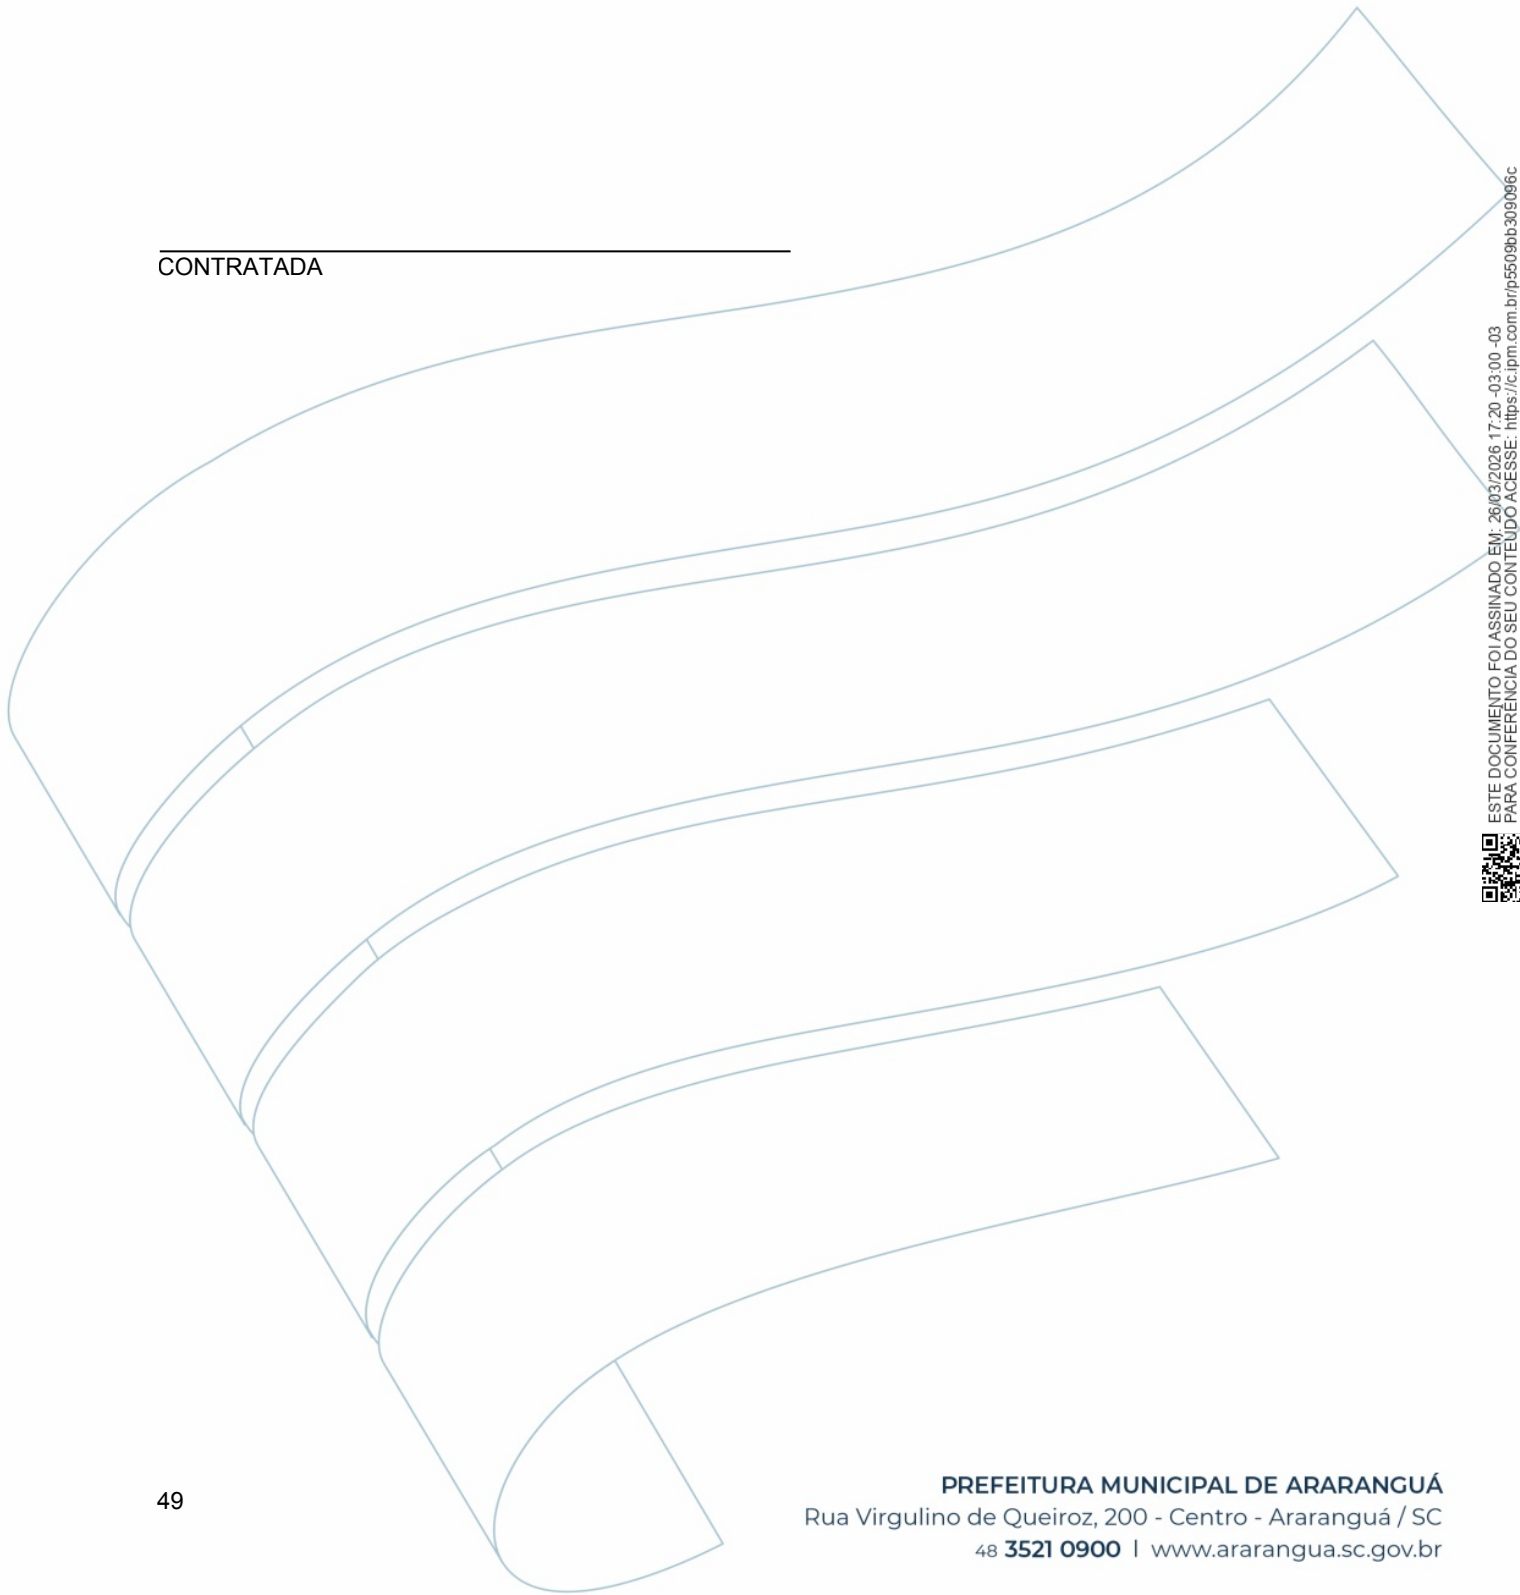 CONTRATADA
ESTE DOCUMENTO FOI ASSINADO EM: 26/03/2026 17:20 -03:00 -03
PARA CONFERÊNCIA DO SEU CONTEÚDO ACESSE: https://c.ipm.com.br/p5509bb309096c
49
PREFEITURA MUNICIPAL DE ARARANGUÁ
Rua Virgulino de Queiroz, 200 - Centro - Araranguá / SC
48 3521 0900 | www.ararangua.sc.gov.br